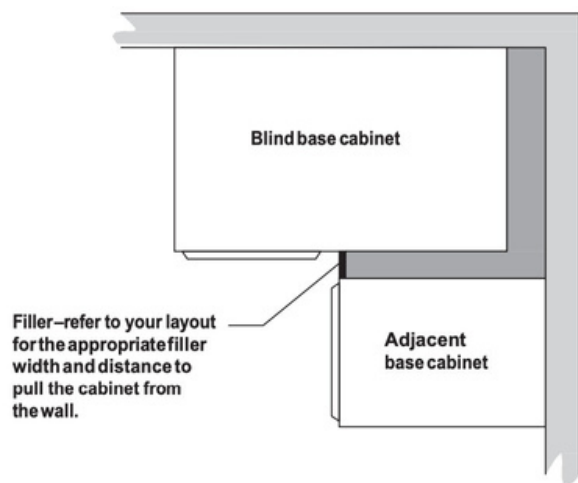 Blind base cabinet
Filler–refer to your layout
for the appropriate filler
width and distance to
pull the cabinet from
the wall.
Adjacent
base cabinet